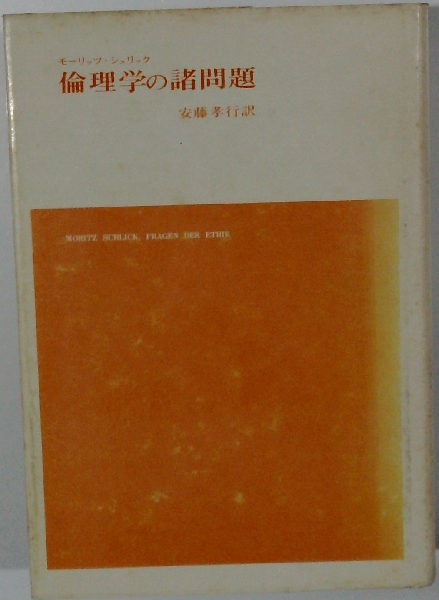 モーリッツ・シュリック
倫理学の諸問題
安藤孝行訳
MORITZ SCHLICK, FRAGEN DER ETHIK